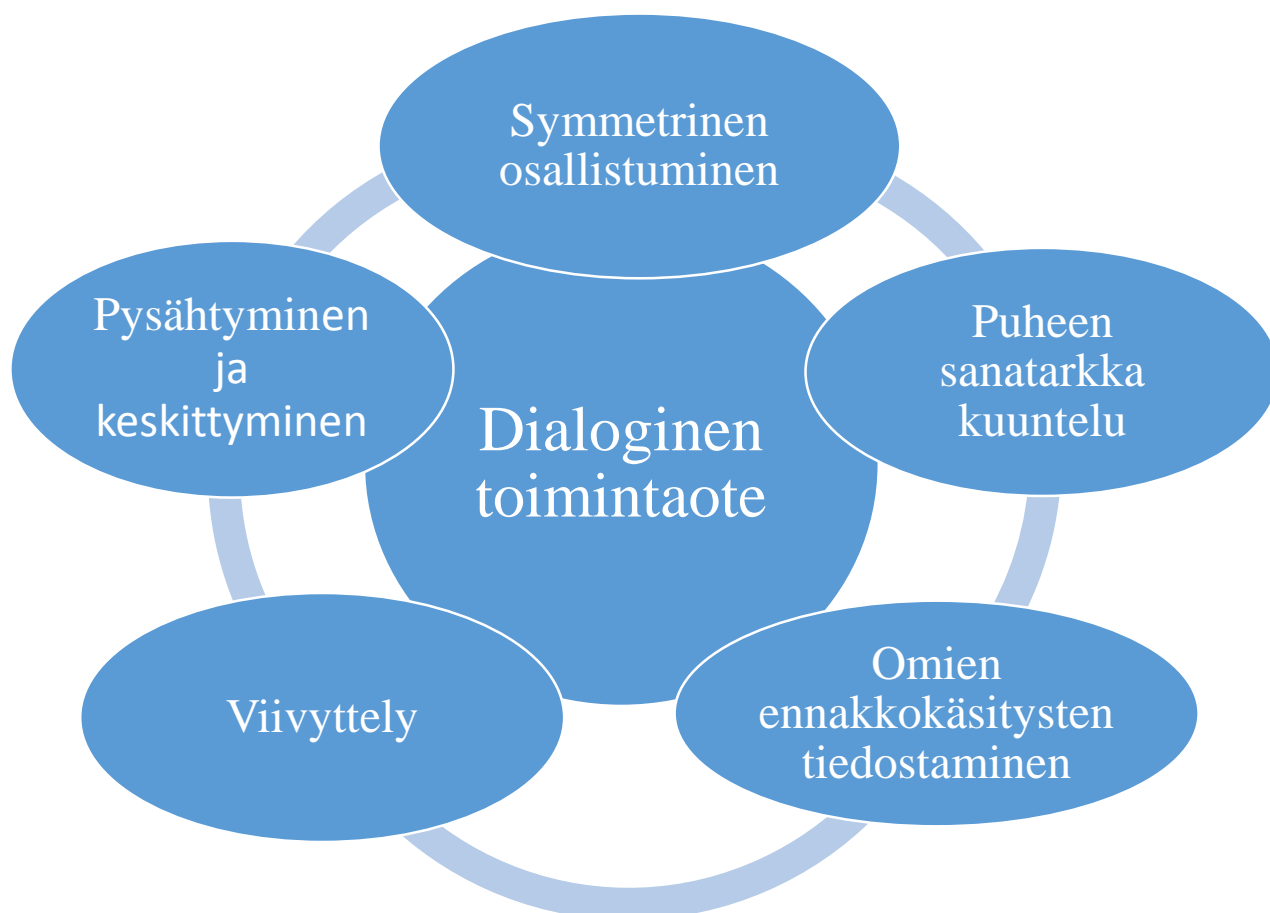 Symmetrinen
osallistuminen
Pysähtyminen
ja
keskittyminen
Puheen
sanatarkka
kuuntelu
Dialoginen
toimintaote
Viivyttely
Omien
ennakkokäsitysten
tiedostaminen